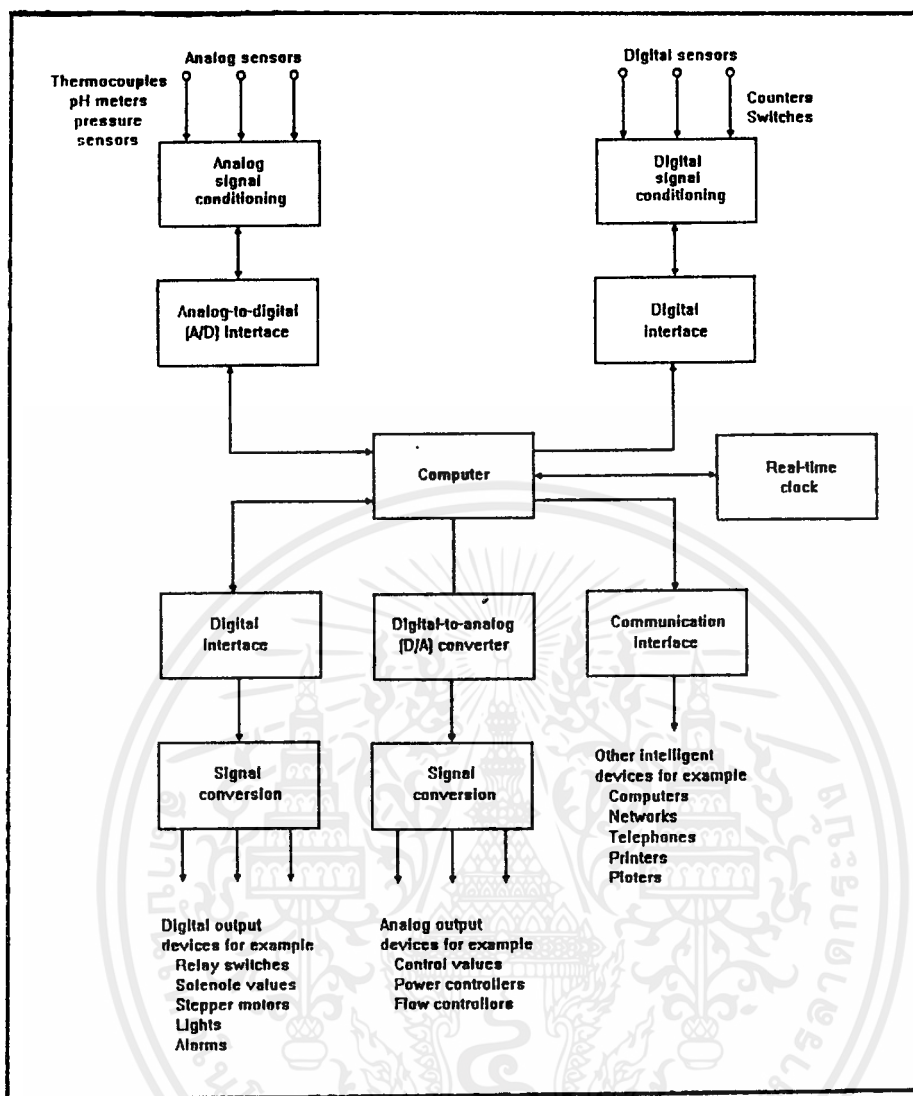 Analog sensors
Thermocouples
pH meters
pressure
sensors
Analog
signal
conditioning
Analog-to-digital
(A/D) Intertace
Digital sensors
Counters
Switches
Digital
signal
conditioning
Digital
interface
Computer
Real-time
clock
Digital
Interface
Digital-to-analog
(D/A) converter
Communication
Interface
Signal
conversion
Signal
conversion
Other intelligent
devices for example
Computers
Networks
Telephones
Printers
Ploters
Digital output
devices for example
Relay switches
Solenole values
Stepper motors
Lights
Alarms
Analog output
devices for example
Control values
Power controllers
Flow controllors